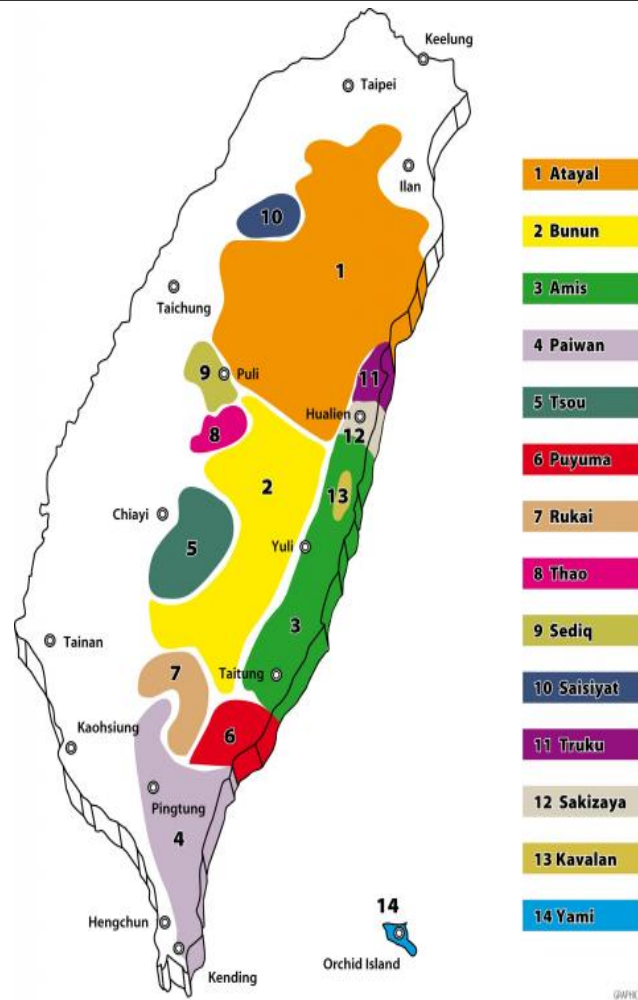 Keelung
Taipei
Ilan
10
1
Taichung
9
Puli
11
Hualien
8
12
2
13
Chiayi
5
Yuli
Tainan
3
7
Taitung
Kaohsiung
6
Pingtung
4
14
Hengchun
Orchid Island
Kending
1 Atayal
2 Bunun
3 Amis
4 Paiwan
5 Tsou
6 Puyuma
7 Rukai
8 Thao
9 Sediq
10 Saisiyat
11 Truku
12 Sakizaya
13 Kavalan
14 Yami